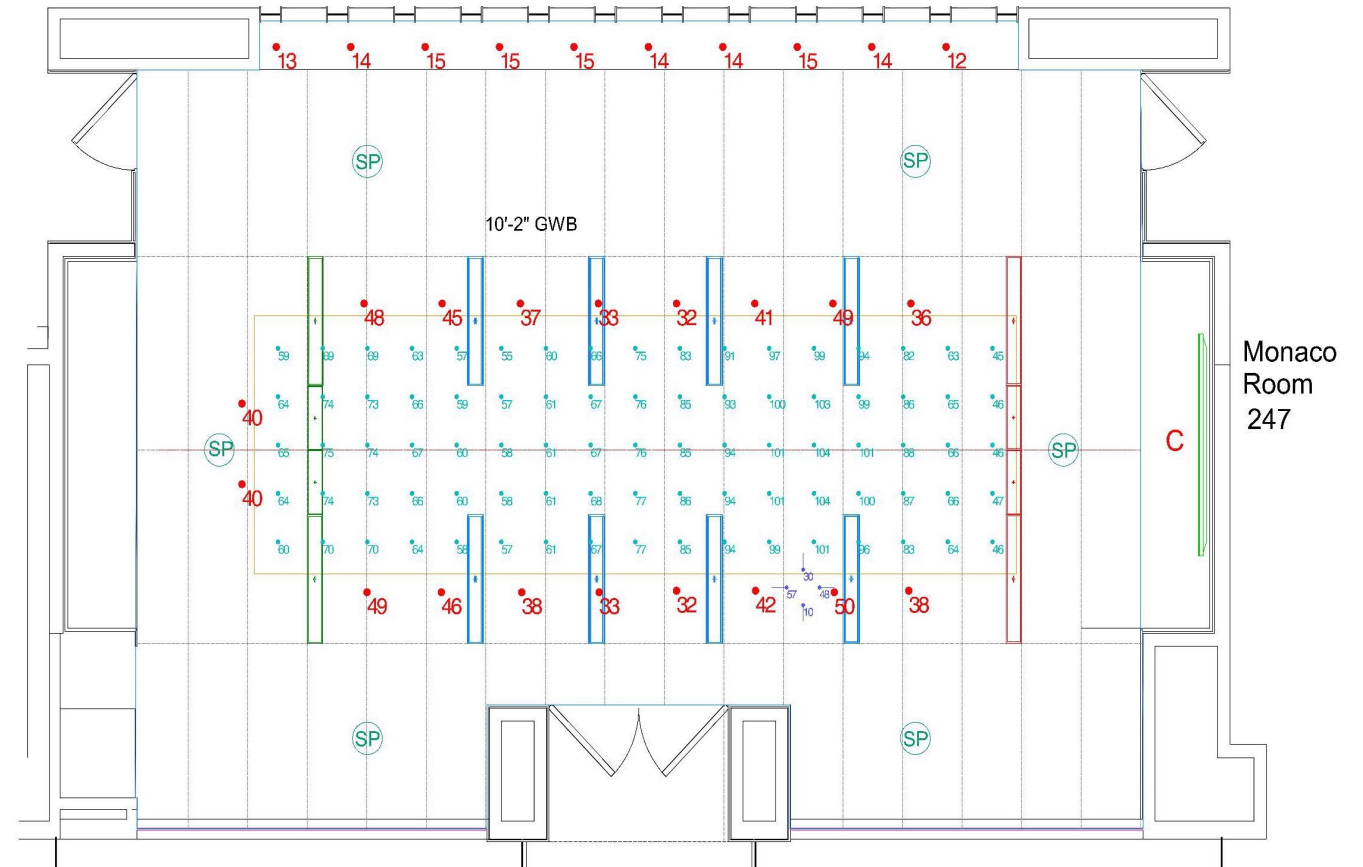 13 14 15 15 15 14 14 15 14 12
SP SP
10'-2" GWB
48 45 37 33 32 41 49 36
59 69 69 63 57 55 60 66 75 83 91 97 99 94 82 63 45
Monaco
Room
247
64 74 73 66 59 57 61 67 76 85 93 100 103 99 86 65 46
40
C
SP SP
65 75 74 67 60 58 61 67 76 85 94 101 104 101 88 66 46
40
64 74 73 66 60 58 61 68 77 86 94 101 104 100 87 66 47
60 70 70 64 58 57 61 67 77 85 94 99 101 96 83 64 46
30
57 48
49 46 38 33 32 42 50 38
10
SP SP